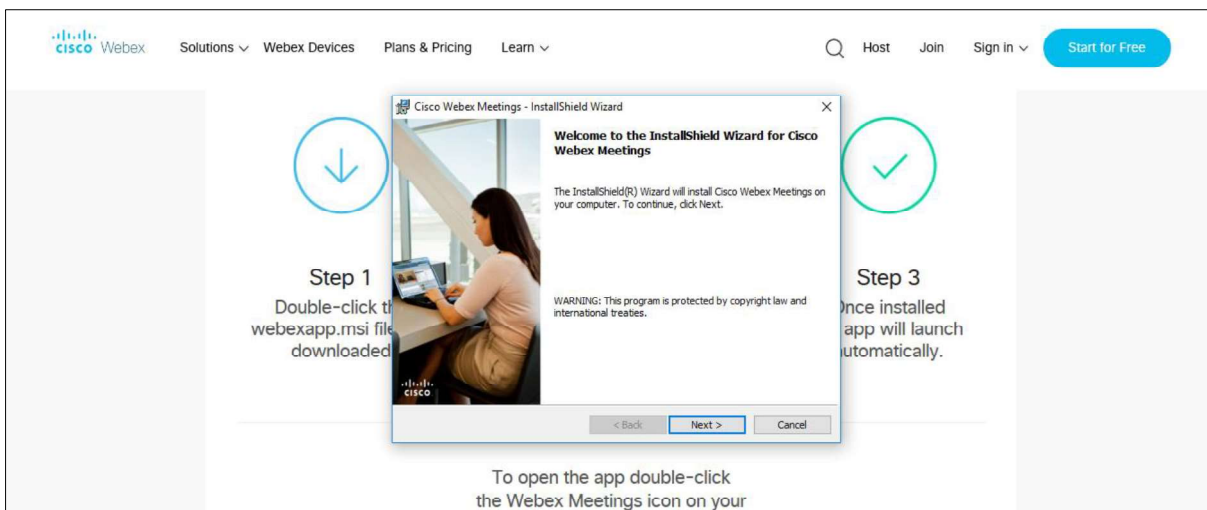 CISCO Webex Solutions Webex Devices Plans & Pricing Learn Host Join Sign in Start for Free
Cisco Webex Meetings - InstallShield Wizard
Welcome to the InstallShield Wizard for Cisco
Webex Meetings
The InstallShield(R) Wizard will install Cisco Webex Meetings on
your computer. To continue, click Next.
WARNING: This program is protected by copyright law and
international treaties.
CISCO
< Back Next > Cancel
Step 1
Double-click
webexapp.msi file
downloaded
Step 3
installed
app will launch
automatically.
To open the app double-click
the Webex Meetings icon on your